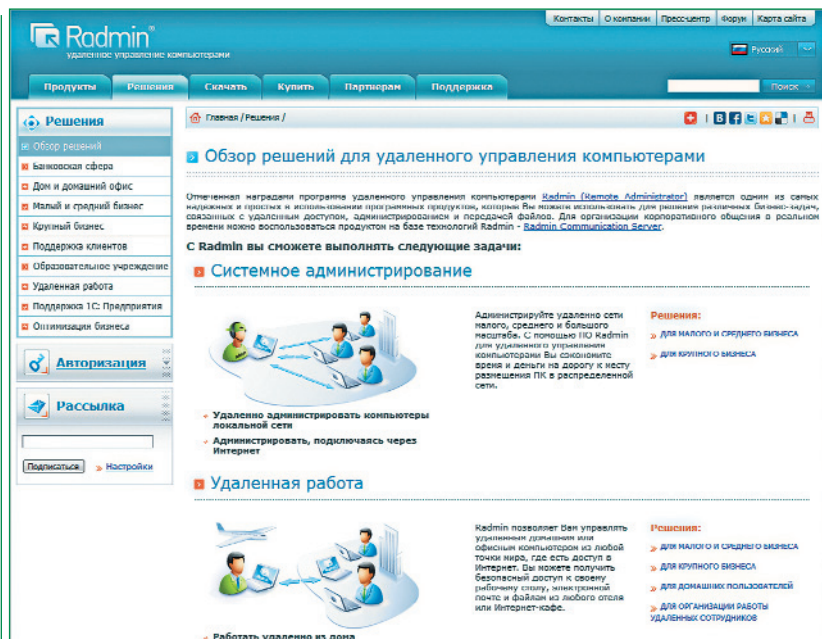 Контакты О компании Пресс-центр Форум Карта сайта
Radmin®
удаленное управление компьютерами
Русский
Продукты Решения Скачать Купить Партнерам Поддержка
Поиск
Решения
Обзор решений
Банковская сфера
Дом и домашний офис
Малый и средний бизнес
Крупный бизнес
Поддержка клиентов
Образовательное учреждение
Удаленная работа
Поддержка 1С: Предприятия
Оптимизация бизнеса
Авторизация
Рассылка
Подписаться » Настройки
Главная / Решения /
Обзор решений для удаленного управления компьютерами
Отмеченная наградами программа удаленного управления компьютерами Radmin (Remote Administrator) является одним из самых
надежных и простых в использовании программных продуктов, которые Вы можете использовать для решения различных бизнес-задач,
связанных с удаленным доступом, администрированием и передачей файлов. Для организации корпоративного общения в реальном
времени можно воспользоваться продуктом на базе технологий Radmin - Radmin Communication Server.
С Radmin вы сможете выполнять следующие задачи:
Системное администрирование
Удаленно администрировать компьютеры
локальной сети
Администрировать, подключаясь через
Интернет
Администрируйте удаленно сети
малого, среднего и большого
масштаба. С помощью ПО Radmin
для удаленного управления
компьютерами Вы сэкономите
время и деньги на дорогу к месту
размещения ПК в распределенной
сети.
Решения:
» ДЛЯ МАЛОГО И СРЕДНЕГО БИЗНЕСА
» ДЛЯ КРУПНОГО БИЗНЕСА
Удаленная работа
Работать удаленно из дома
Radmin позволяет Вам управлять
удаленным домашним или
офисным компьютером из любой
точки мира, где есть доступ в
Интернет. Вы можете получить
безопасный доступ к своему
рабочему столу, электронной
почте и файлам из любого отеля
или Интернет-кафе.
Решения:
» ДЛЯ МАЛОГО И СРЕДНЕГО БИЗНЕСА
» ДЛЯ КРУПНОГО БИЗНЕСА
» ДЛЯ ДОМАШНИХ ПОЛЬЗОВАТЕЛЕЙ
» ДЛЯ ОРГАНИЗАЦИИ РАБОТЫ
УДАЛЕННЫХ СОТРУДНИКОВ